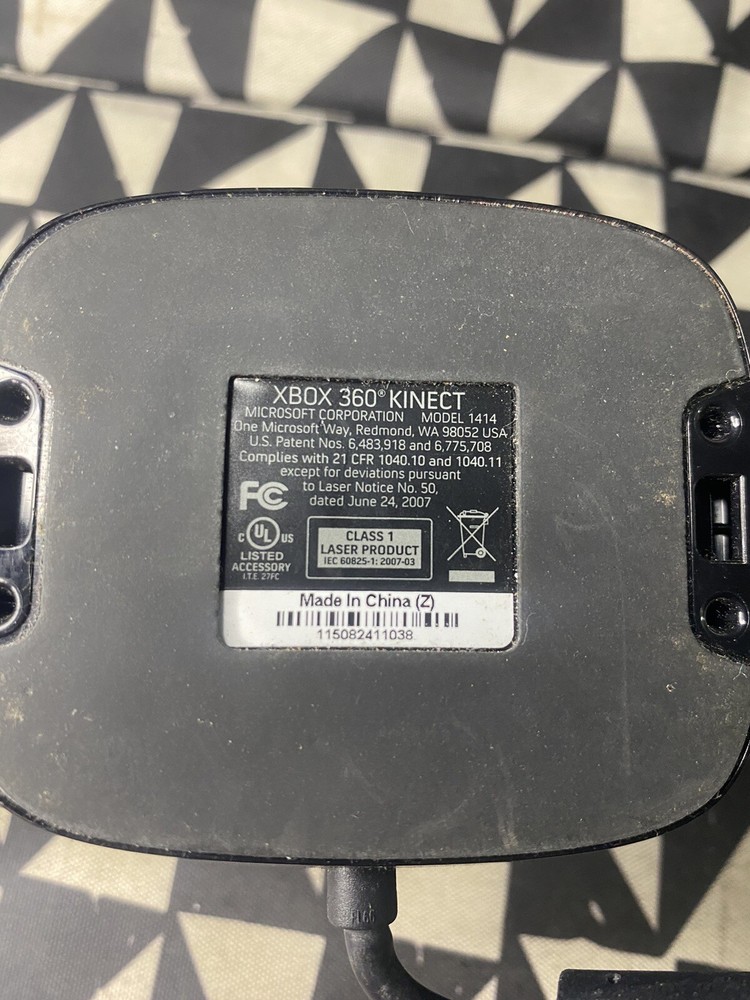 XBOX 360® KINECT
MICROSOFT CORPORATION MODEL 1414
One Microsoft Way, Redmond, WA 98052 USA
U.S. Patent Nos. 6,483,918 and 6,775,708
Complies with 21 CFR 1040.10 and 1040.11
except for deviations pursuant
to Laser Notice No. 50,
dated June 24, 2007
FC
C UL US
LISTED
ACCESSORY
I.T.E. 27FC
CLASS 1
LASER PRODUCT
IEC 60825-1: 2007-03
Made In China (Z)
115082411038